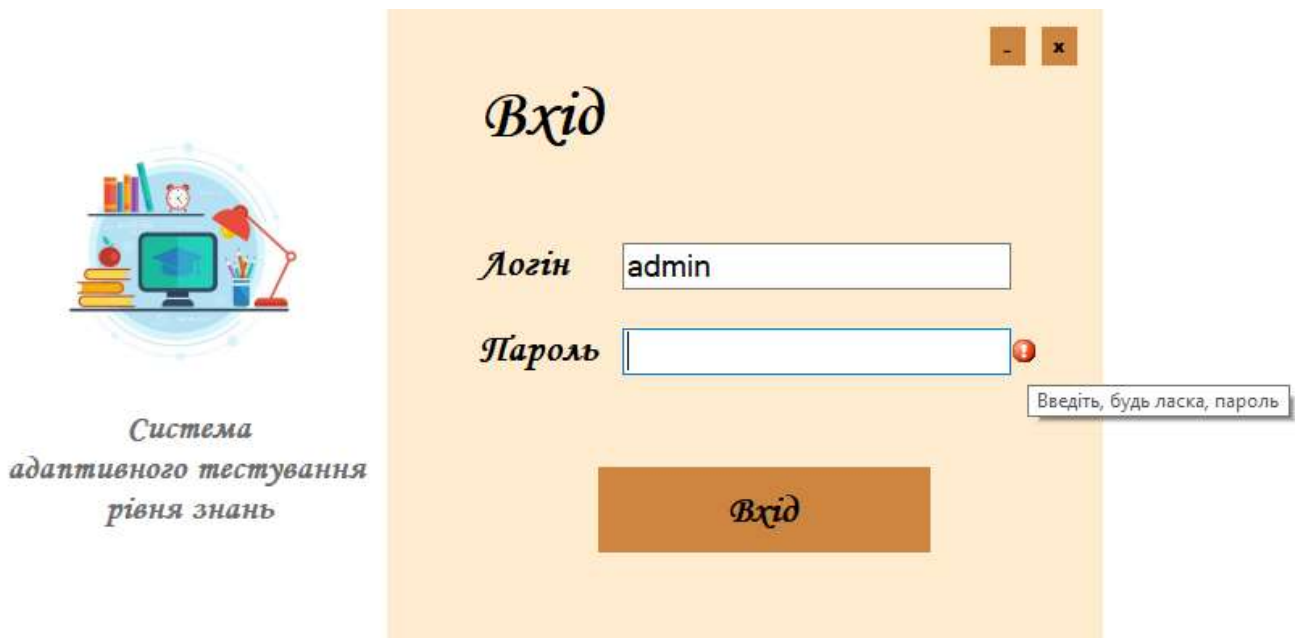 - x
Вхід
Логін admin
Пароль
Введіть, будь ласка, пароль
Вхід
Система
адаптивного тестування
рівня знань